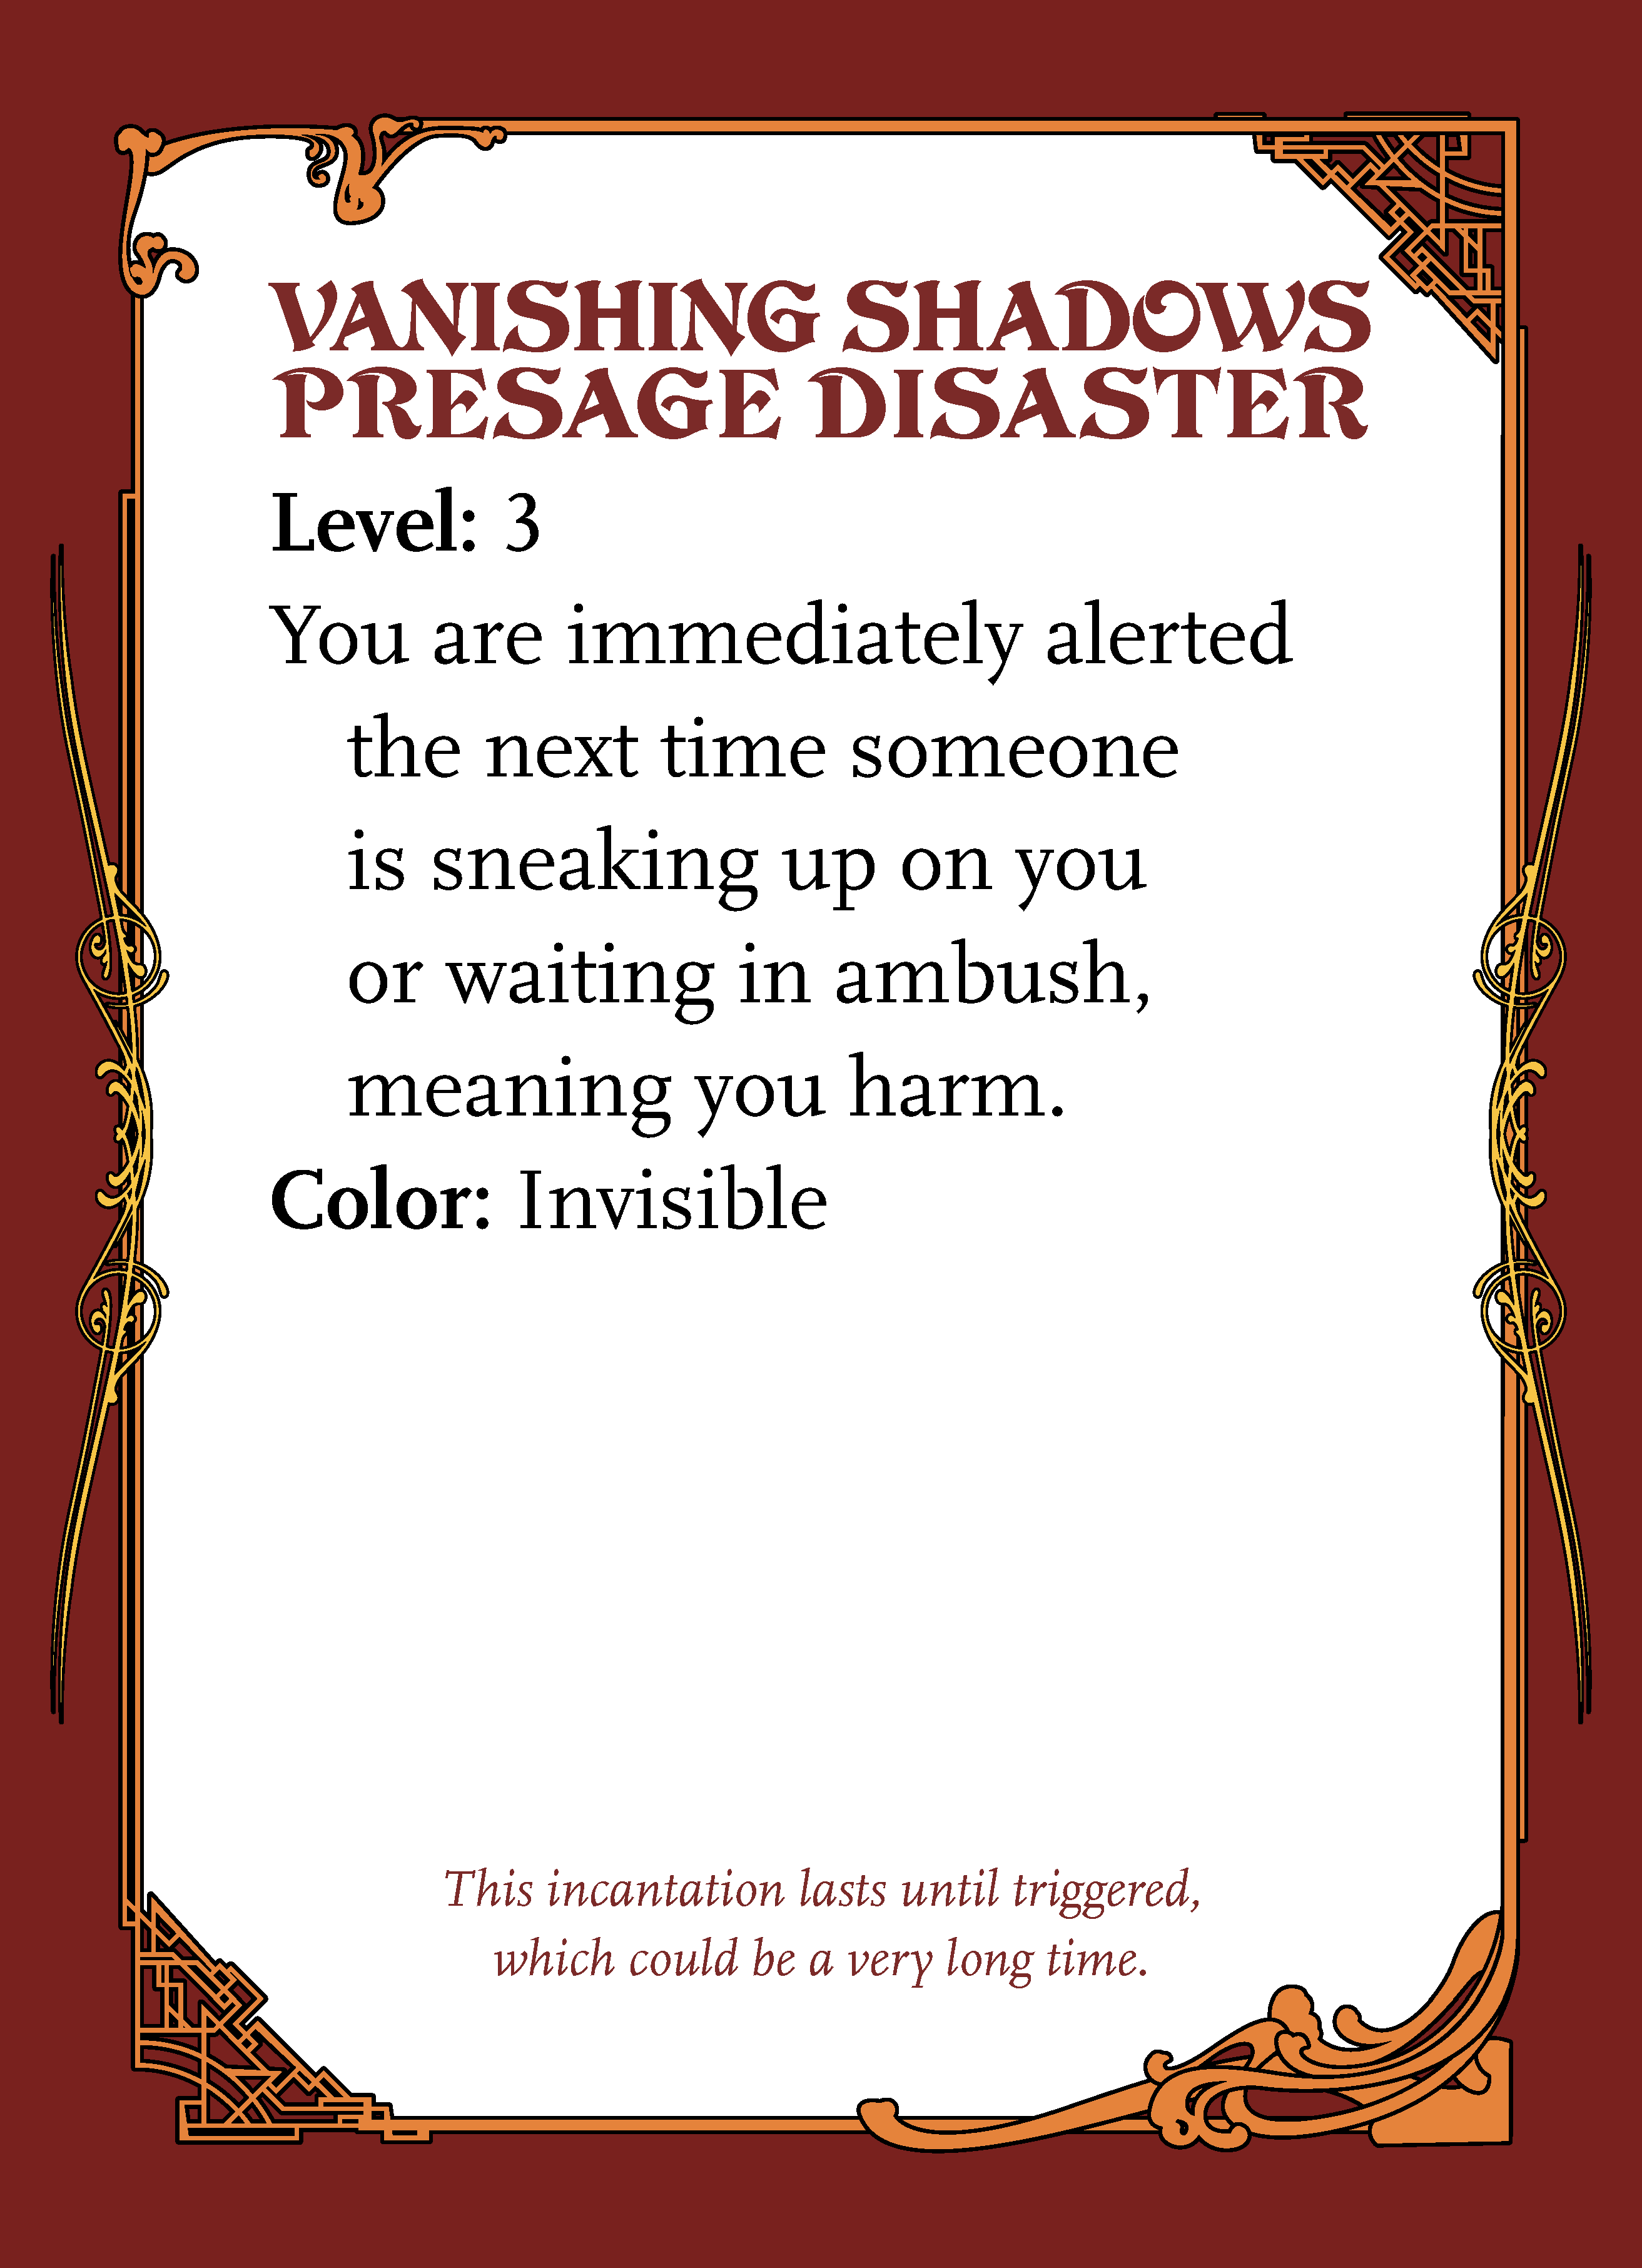 VANISHING SHADOWS
PRESAGE DISASTER
Level: 3
You are immediately alerted
the next time someone
is sneaking up on you
or waiting in ambush,
meaning you harm.
Color: Invisible
This incantation lasts until triggered,
which could be a very long time.